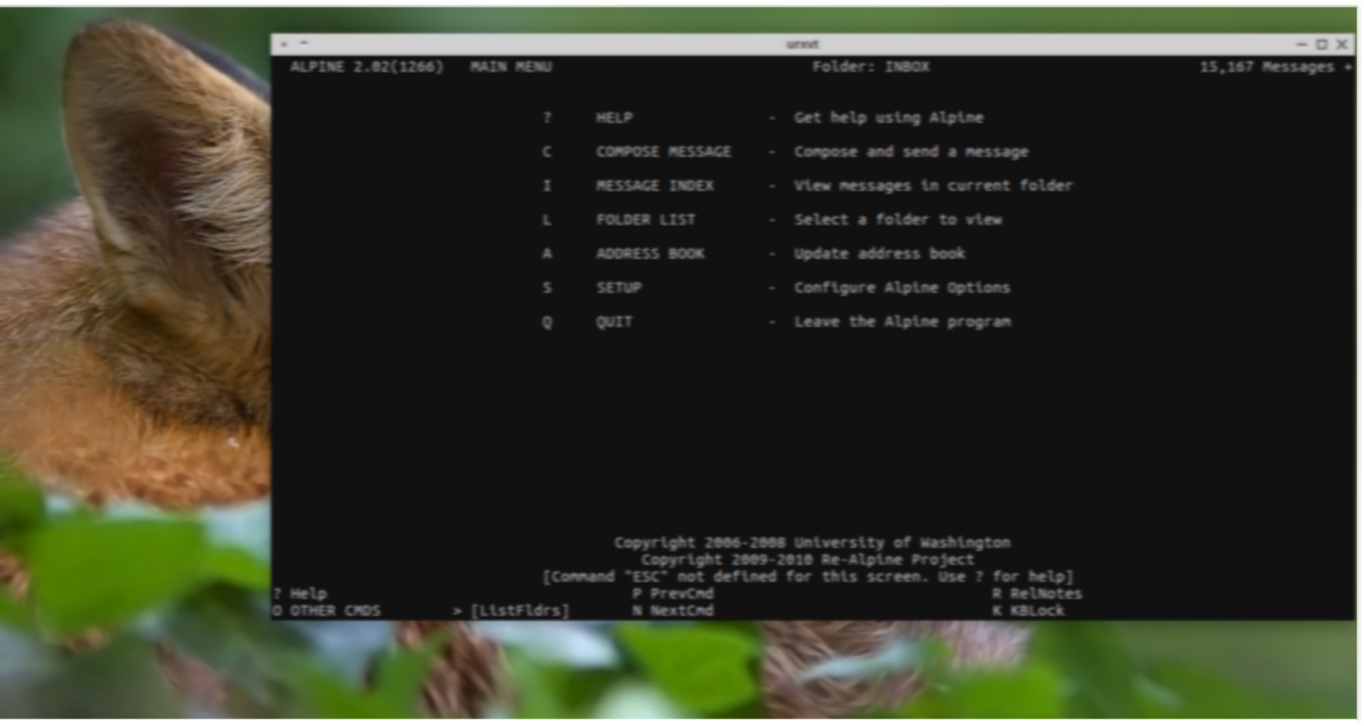 urxvt
ALPINE 2.02(1266) MAIN MENU Folder: INBOX 15,167 Messages +
? HELP - Get help using Alpine
C COMPOSE MESSAGE - Compose and send a message
I MESSAGE INDEX - View messages in current folder
L FOLDER LIST - Select a folder to view
A ADDRESS BOOK - Update address book
S SETUP - Configure Alpine Options
Q QUIT - Leave the Alpine program
Copyright 2006-2008 University of Washington
Copyright 2009-2010 Re-Alpine Project
[Command "ESC" not defined for this screen. Use ? for help]
? Help P PrevCmd R RelNotes
O OTHER CMDS > [ListFldrs] N NextCmd K KBLock